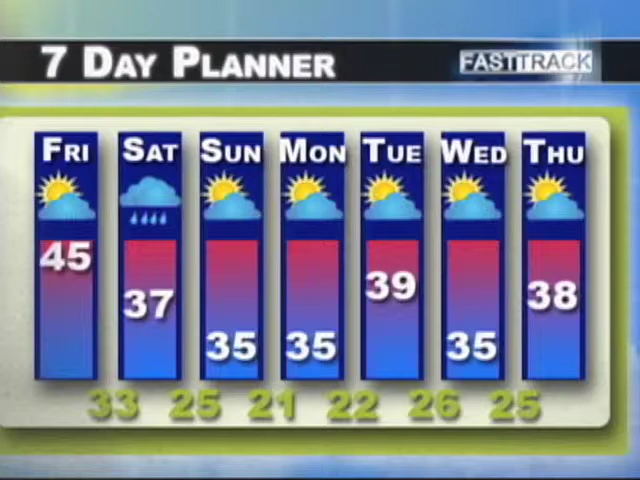 7 DAY PLANNER
FASTTRACK
FRI SAT SUN MON TUE WED THU
45 37 35 35 39 35 38
33 25 21 22 26 25